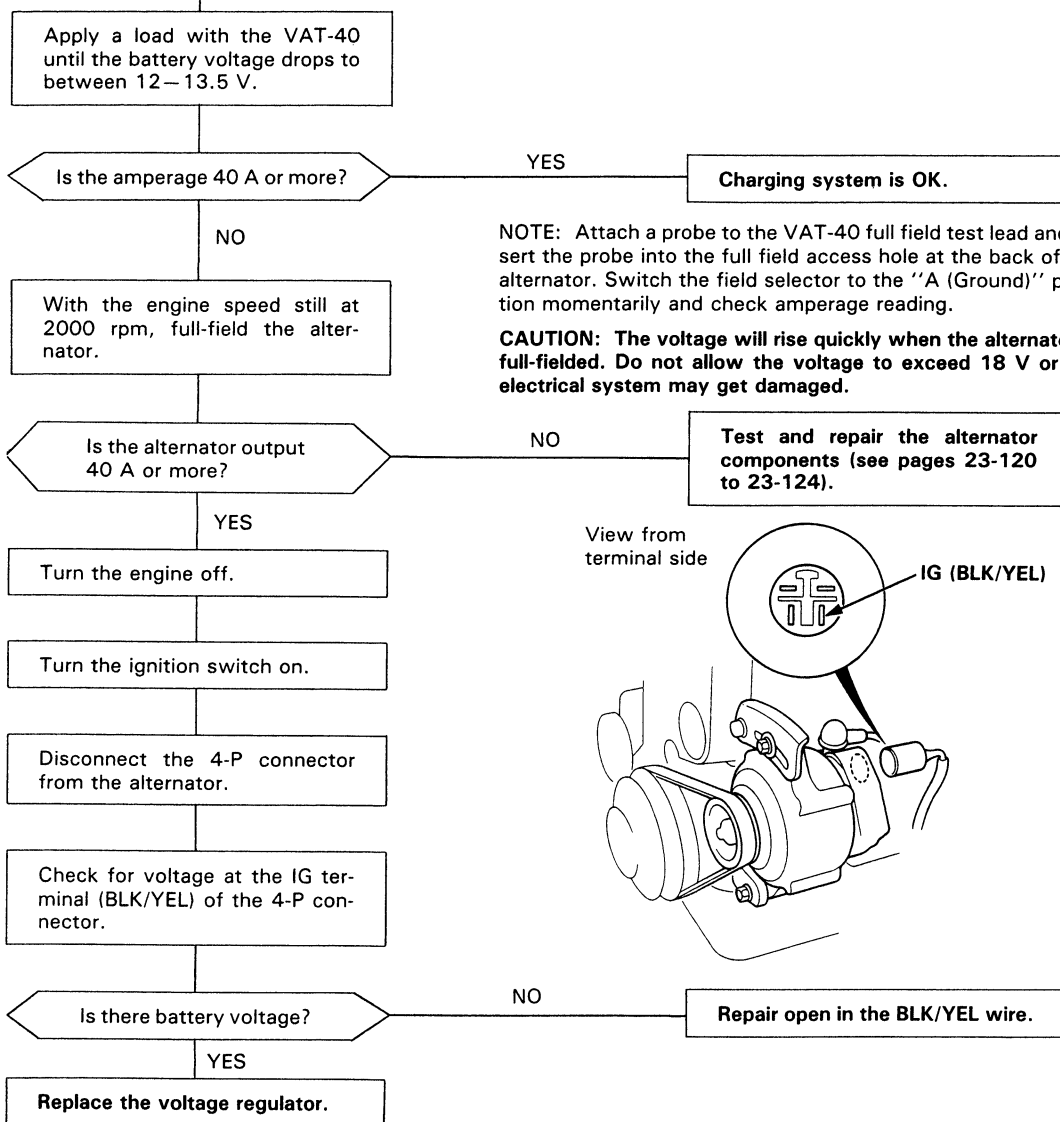 Apply a load with the VAT-40
until the battery voltage drops to
between 12—13.5 V.
Is the amperage 40 A or more?
YES
Charging system is OK.
NO
NOTE: Attach a probe to the VAT-40 full field test lead and
sert the probe into the full field access hole at the back of
alternator. Switch the field selector to the ''A (Ground)'' p
tion momentarily and check amperage reading.
CAUTION: The voltage will rise quickly when the alternato
full-fielded. Do not allow the voltage to exceed 18 V or
electrical system may get damaged.
With the engine speed still at
2000 rpm, full-field the alter-
nator.
Is the alternator output
40 A or more?
NO
Test and repair the alternator
components (see pages 23-120
to 23-124).
YES
View from
terminal side
IG (BLK/YEL)
Turn the engine off.
Turn the ignition switch on.
Disconnect the 4-P connector
from the alternator.
Check for voltage at the IG ter-
minal (BLK/YEL) of the 4-P con-
nector.
Is there battery voltage?
NO
Repair open in the BLK/YEL wire.
YES
Replace the voltage regulator.